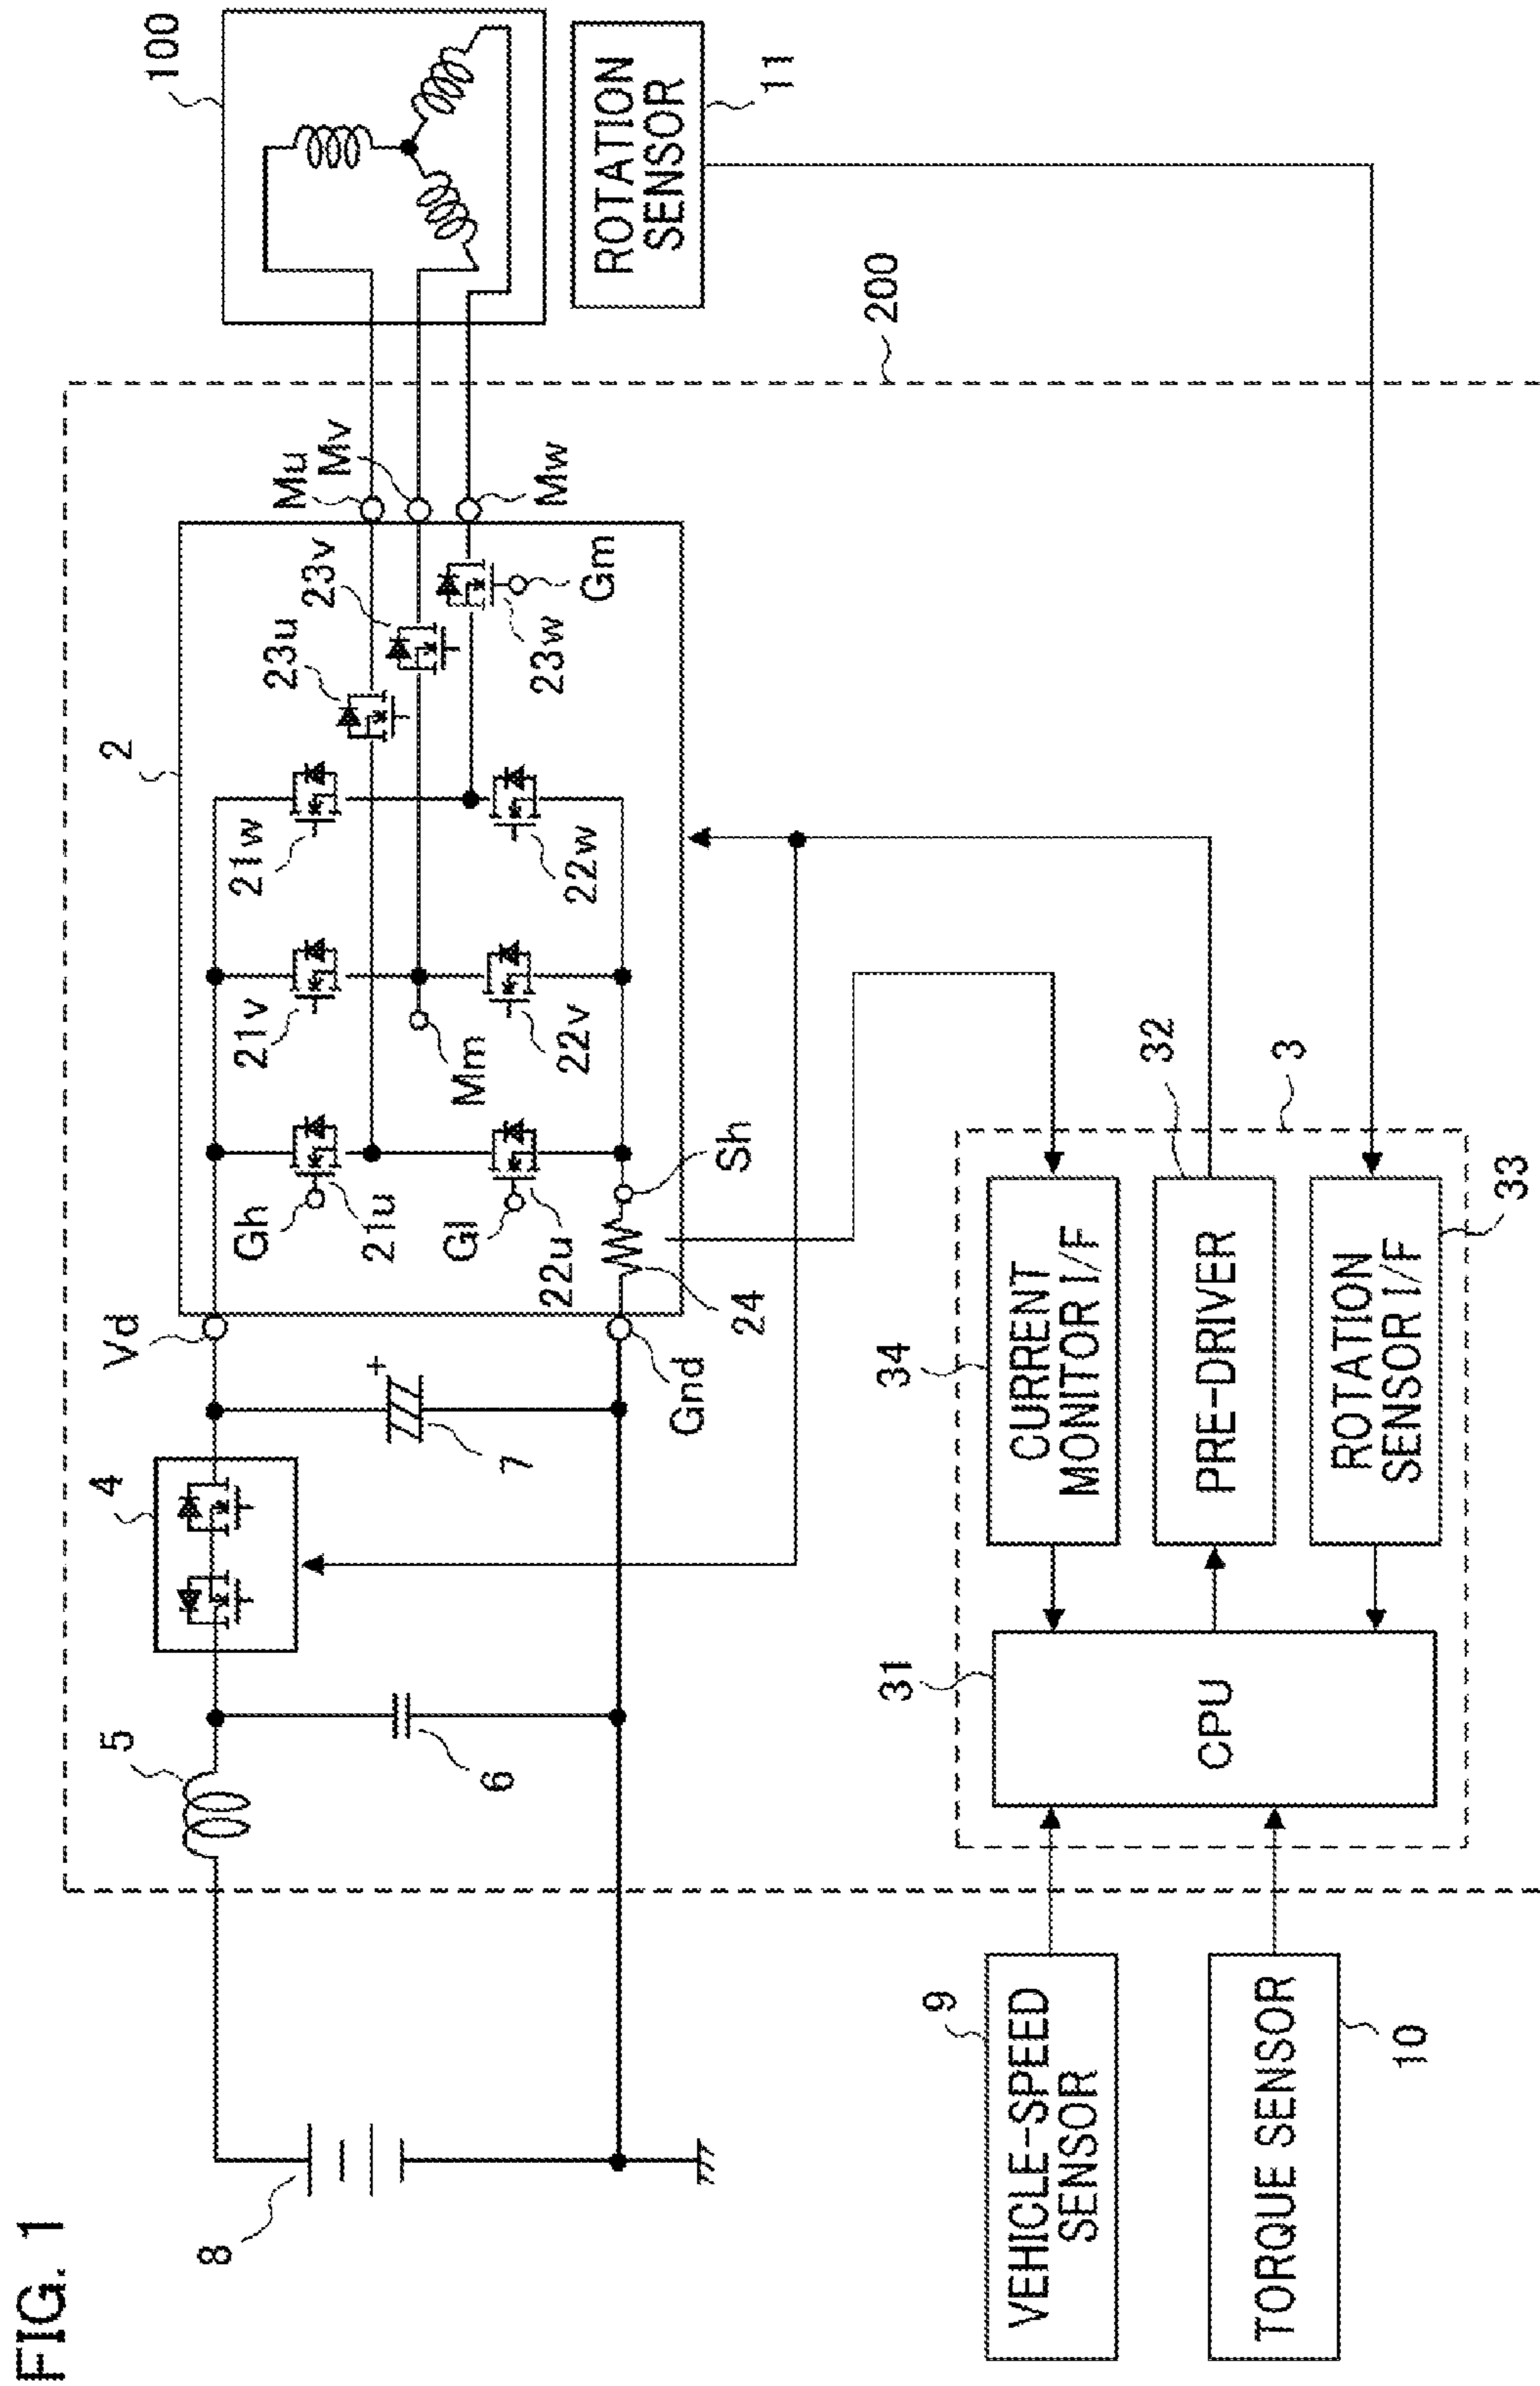 FIG. 1
8
5
6
4
7
Vd
Gnd
2
Gh
21u
Gl
22u
24
Sh
21v
Mm
22v
21w
22w
23u
23v
23w
Gm
Mu
Mv
Mw
200
100
ROTATION
SENSOR
11
9
VEHICLE-SPEED
SENSOR
TORQUE SENSOR
10
31
CPU
34
CURRENT
MONITOR I/F
32
PRE-DRIVER
3
ROTATION
SENSOR I/F
33
+